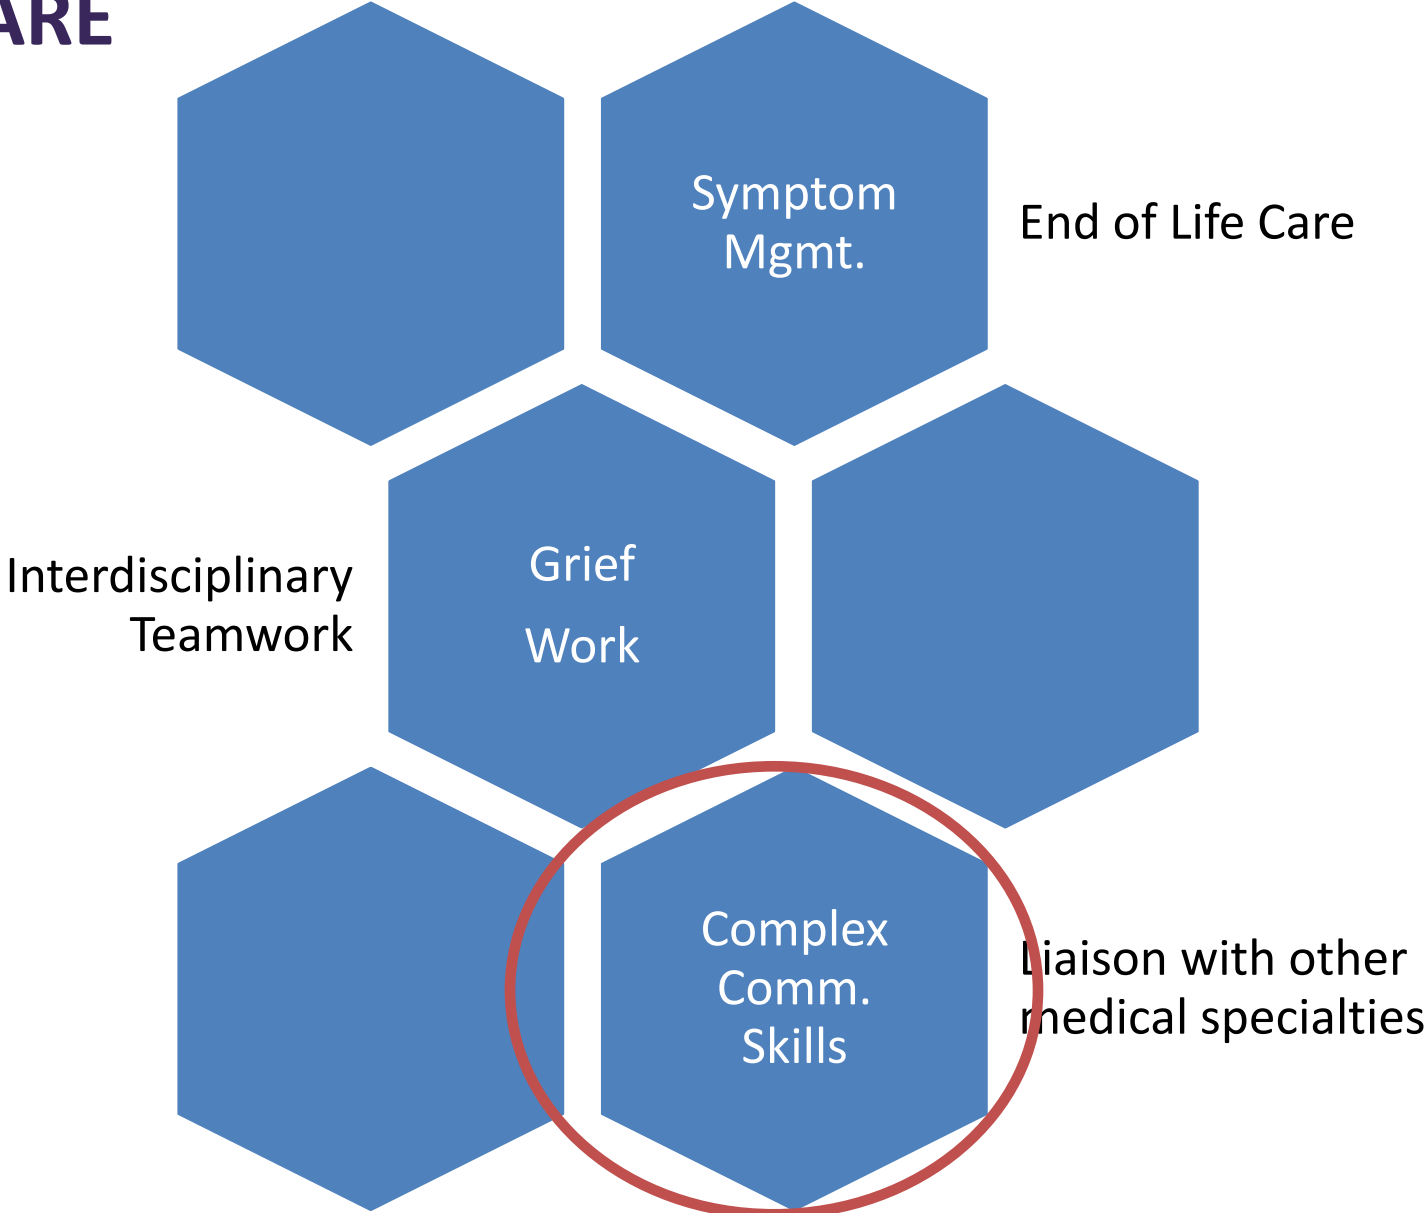 ARE
Symptom
Mgmt.
End of Life Care
Interdisciplinary
Teamwork
Grief
Work
Complex
Comm.
Skills
Liaison with other
medical specialties